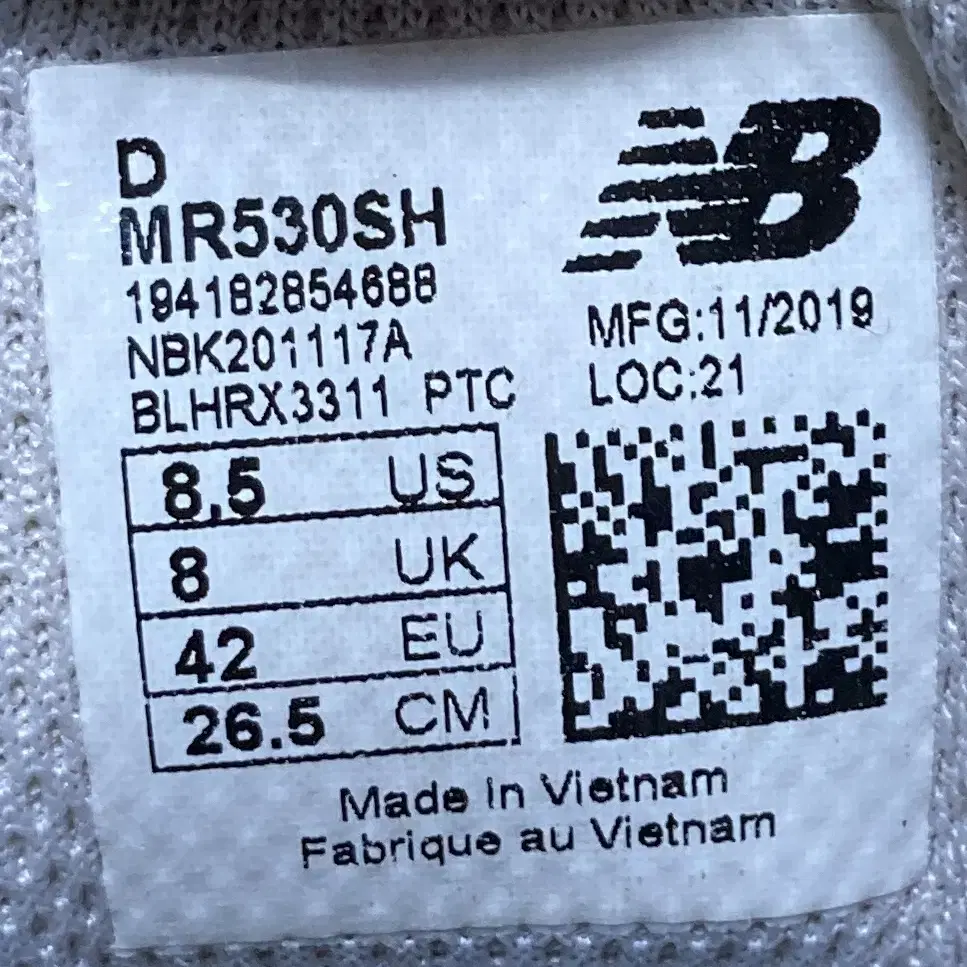 D
MR530SH
194182854688
NBK201117A
BLHRX3311 PTC
NB
MFG:11/2019
LOC:21
8.5 US
8 UK
42 EU
26.5 CM
Made in Vietnam
Fabrique au Vietnam